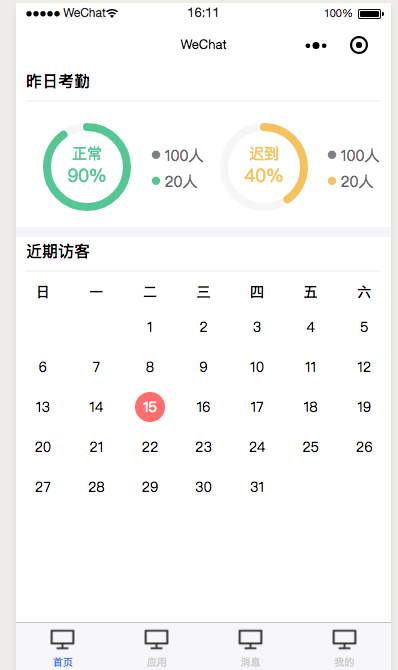 WeChat 16:11 100%
WeChat
昨日考勤
正常 迟到
90% 100人 40% 100人
20人 20人
近期访客
日 一 二 三 四 五 六
1 2 3 4 5
6 7 8 9 10 11 12
13 14 15 16 17 18 19
20 21 22 23 24 25 26
27 28 29 30 31
首页 应用 消息 我的